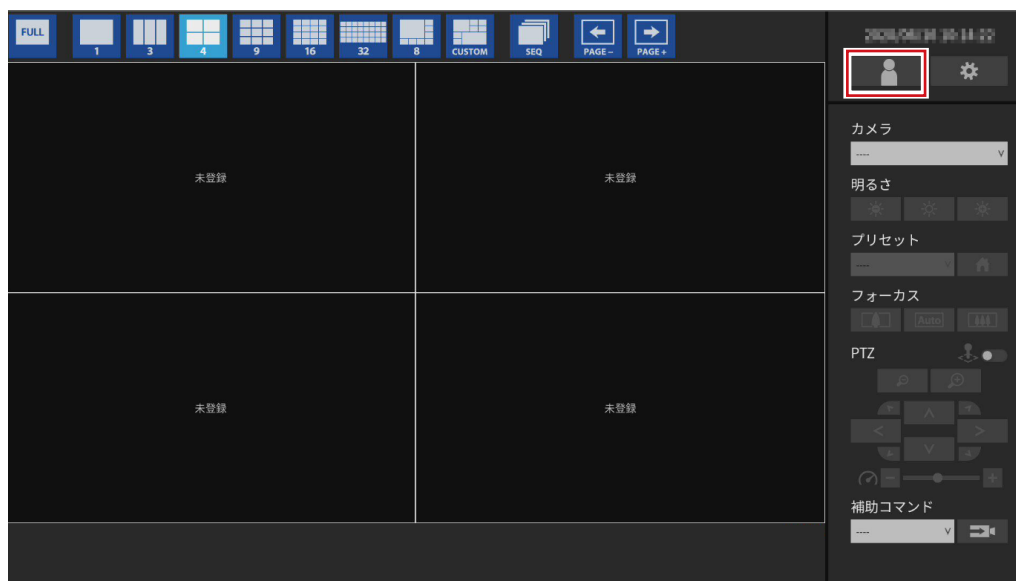 FULL
1
3
4
9
16
32
8
CUSTOM
SEQ
PAGE−
PAGE+
未登録
未登録
未登録
未登録
カメラ
----
明るさ
プリセット
----
フォーカス
Auto
PTZ
補助コマンド
----